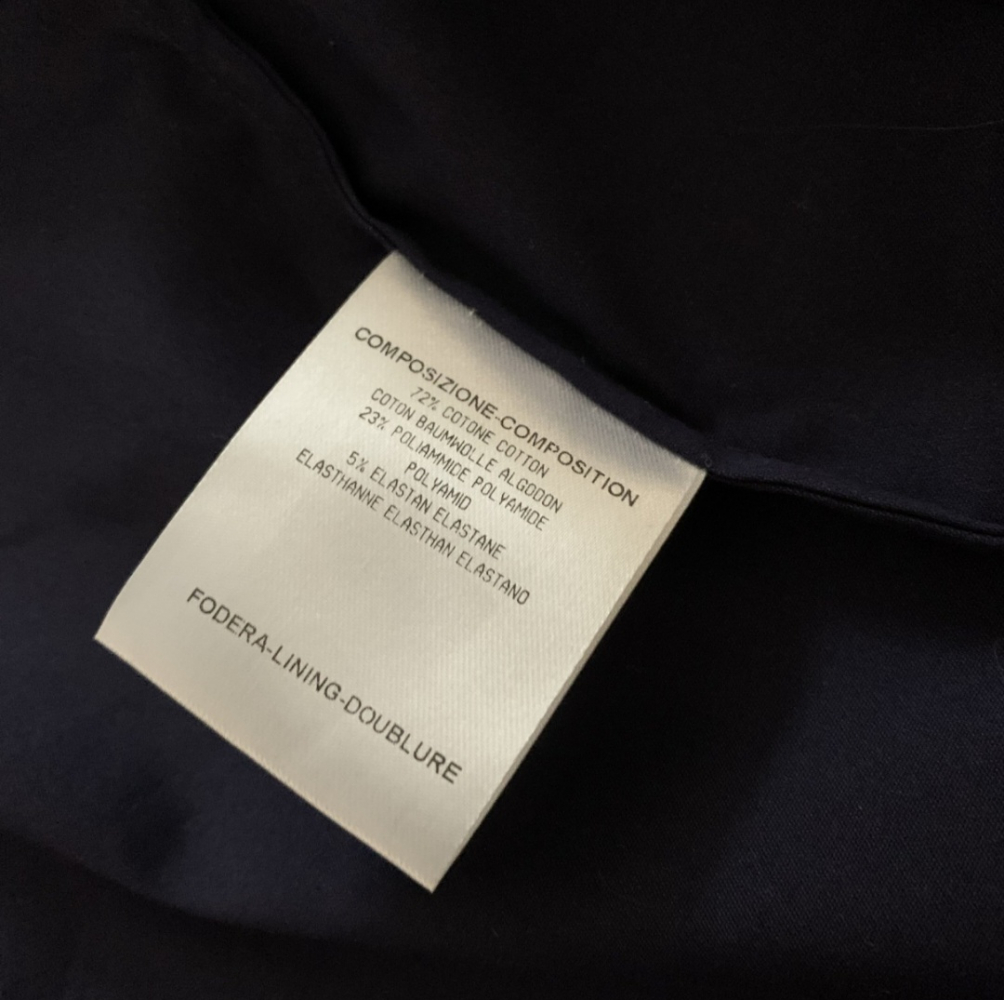 COMPOSIZIONE-COMPOSITION
72% COTONE COTTON
COTON BAUMWOLLE ALGODON
23% POLIAMMIDE POLYAMIDE
POLYAMID
5% ELASTAN ELASTANE
ELASTHANNE ELASTHAN ELASTANO
FODERA-LINING-DOUBLURE